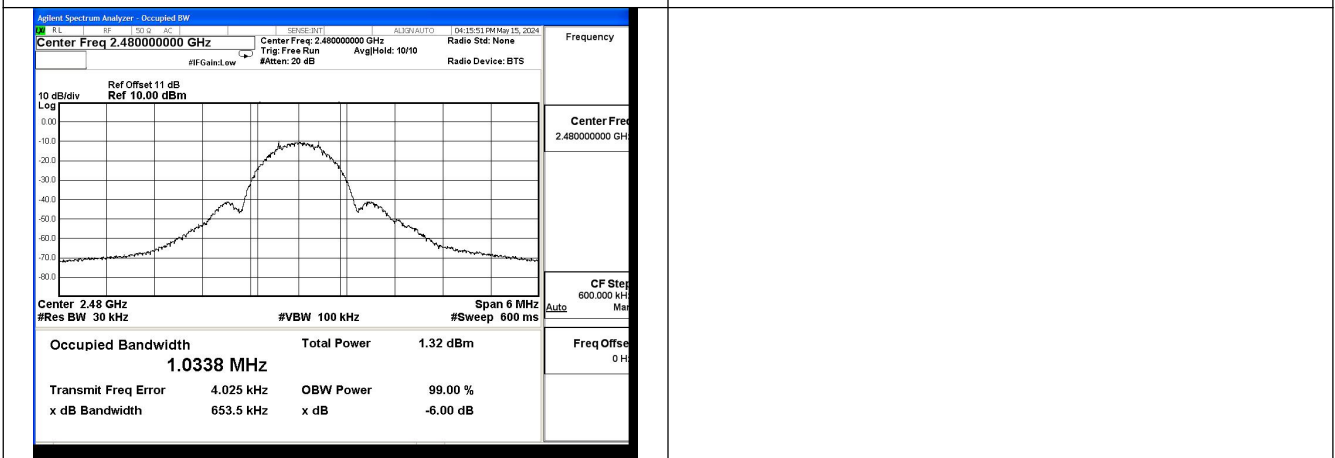 Agilent Spectrum Analyzer - Occupied BW
RL RF 50 Ω AC SENSE:INT ALIGN AUTO 04:15:51 PM May 15, 2024
Center Freq 2.480000000 GHz
Center Freq: 2.480000000 GHz Radio Std: None
Trig: Free Run Avg|Hold: 10/10
#IFGain:Low #Atten: 20 dB Radio Device: BTS
Frequency
Ref Offset 11 dB
10 dB/div Ref 10.00 dBm
Log
0.00
-10.0
-20.0
-30.0
-40.0
-50.0
-60.0
-70.0
-80.0
Center 2.48 GHz Span 6 MHz
#Res BW 30 kHz #VBW 100 kHz #Sweep 600 ms
Occupied Bandwidth Total Power 1.32 dBm
1.0338 MHz
Transmit Freq Error 4.025 kHz OBW Power 99.00 %
x dB Bandwidth 653.5 kHz x dB -6.00 dB
Center Freq
2.480000000 GH
CF Step
600.000 kH
Auto Man
Freq Offse
0 H